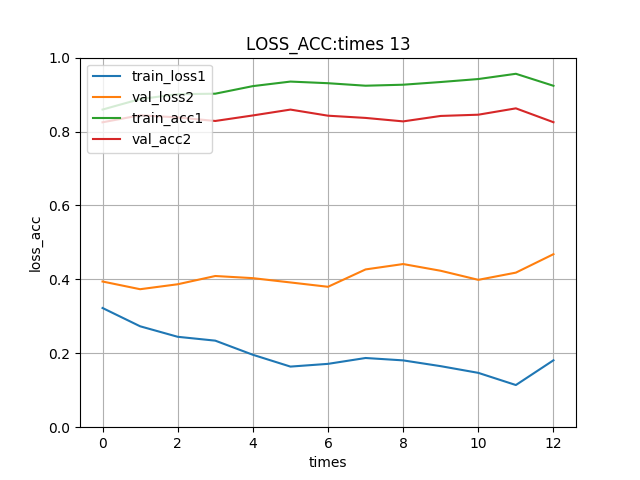 LOSS_ACC:times 13
1.0
0.8
0.6
0.4
0.2
0.0
loss_acc
train_loss1
val_loss2
train_acc1
val_acc2
0 2 4 6 8 10 12
times